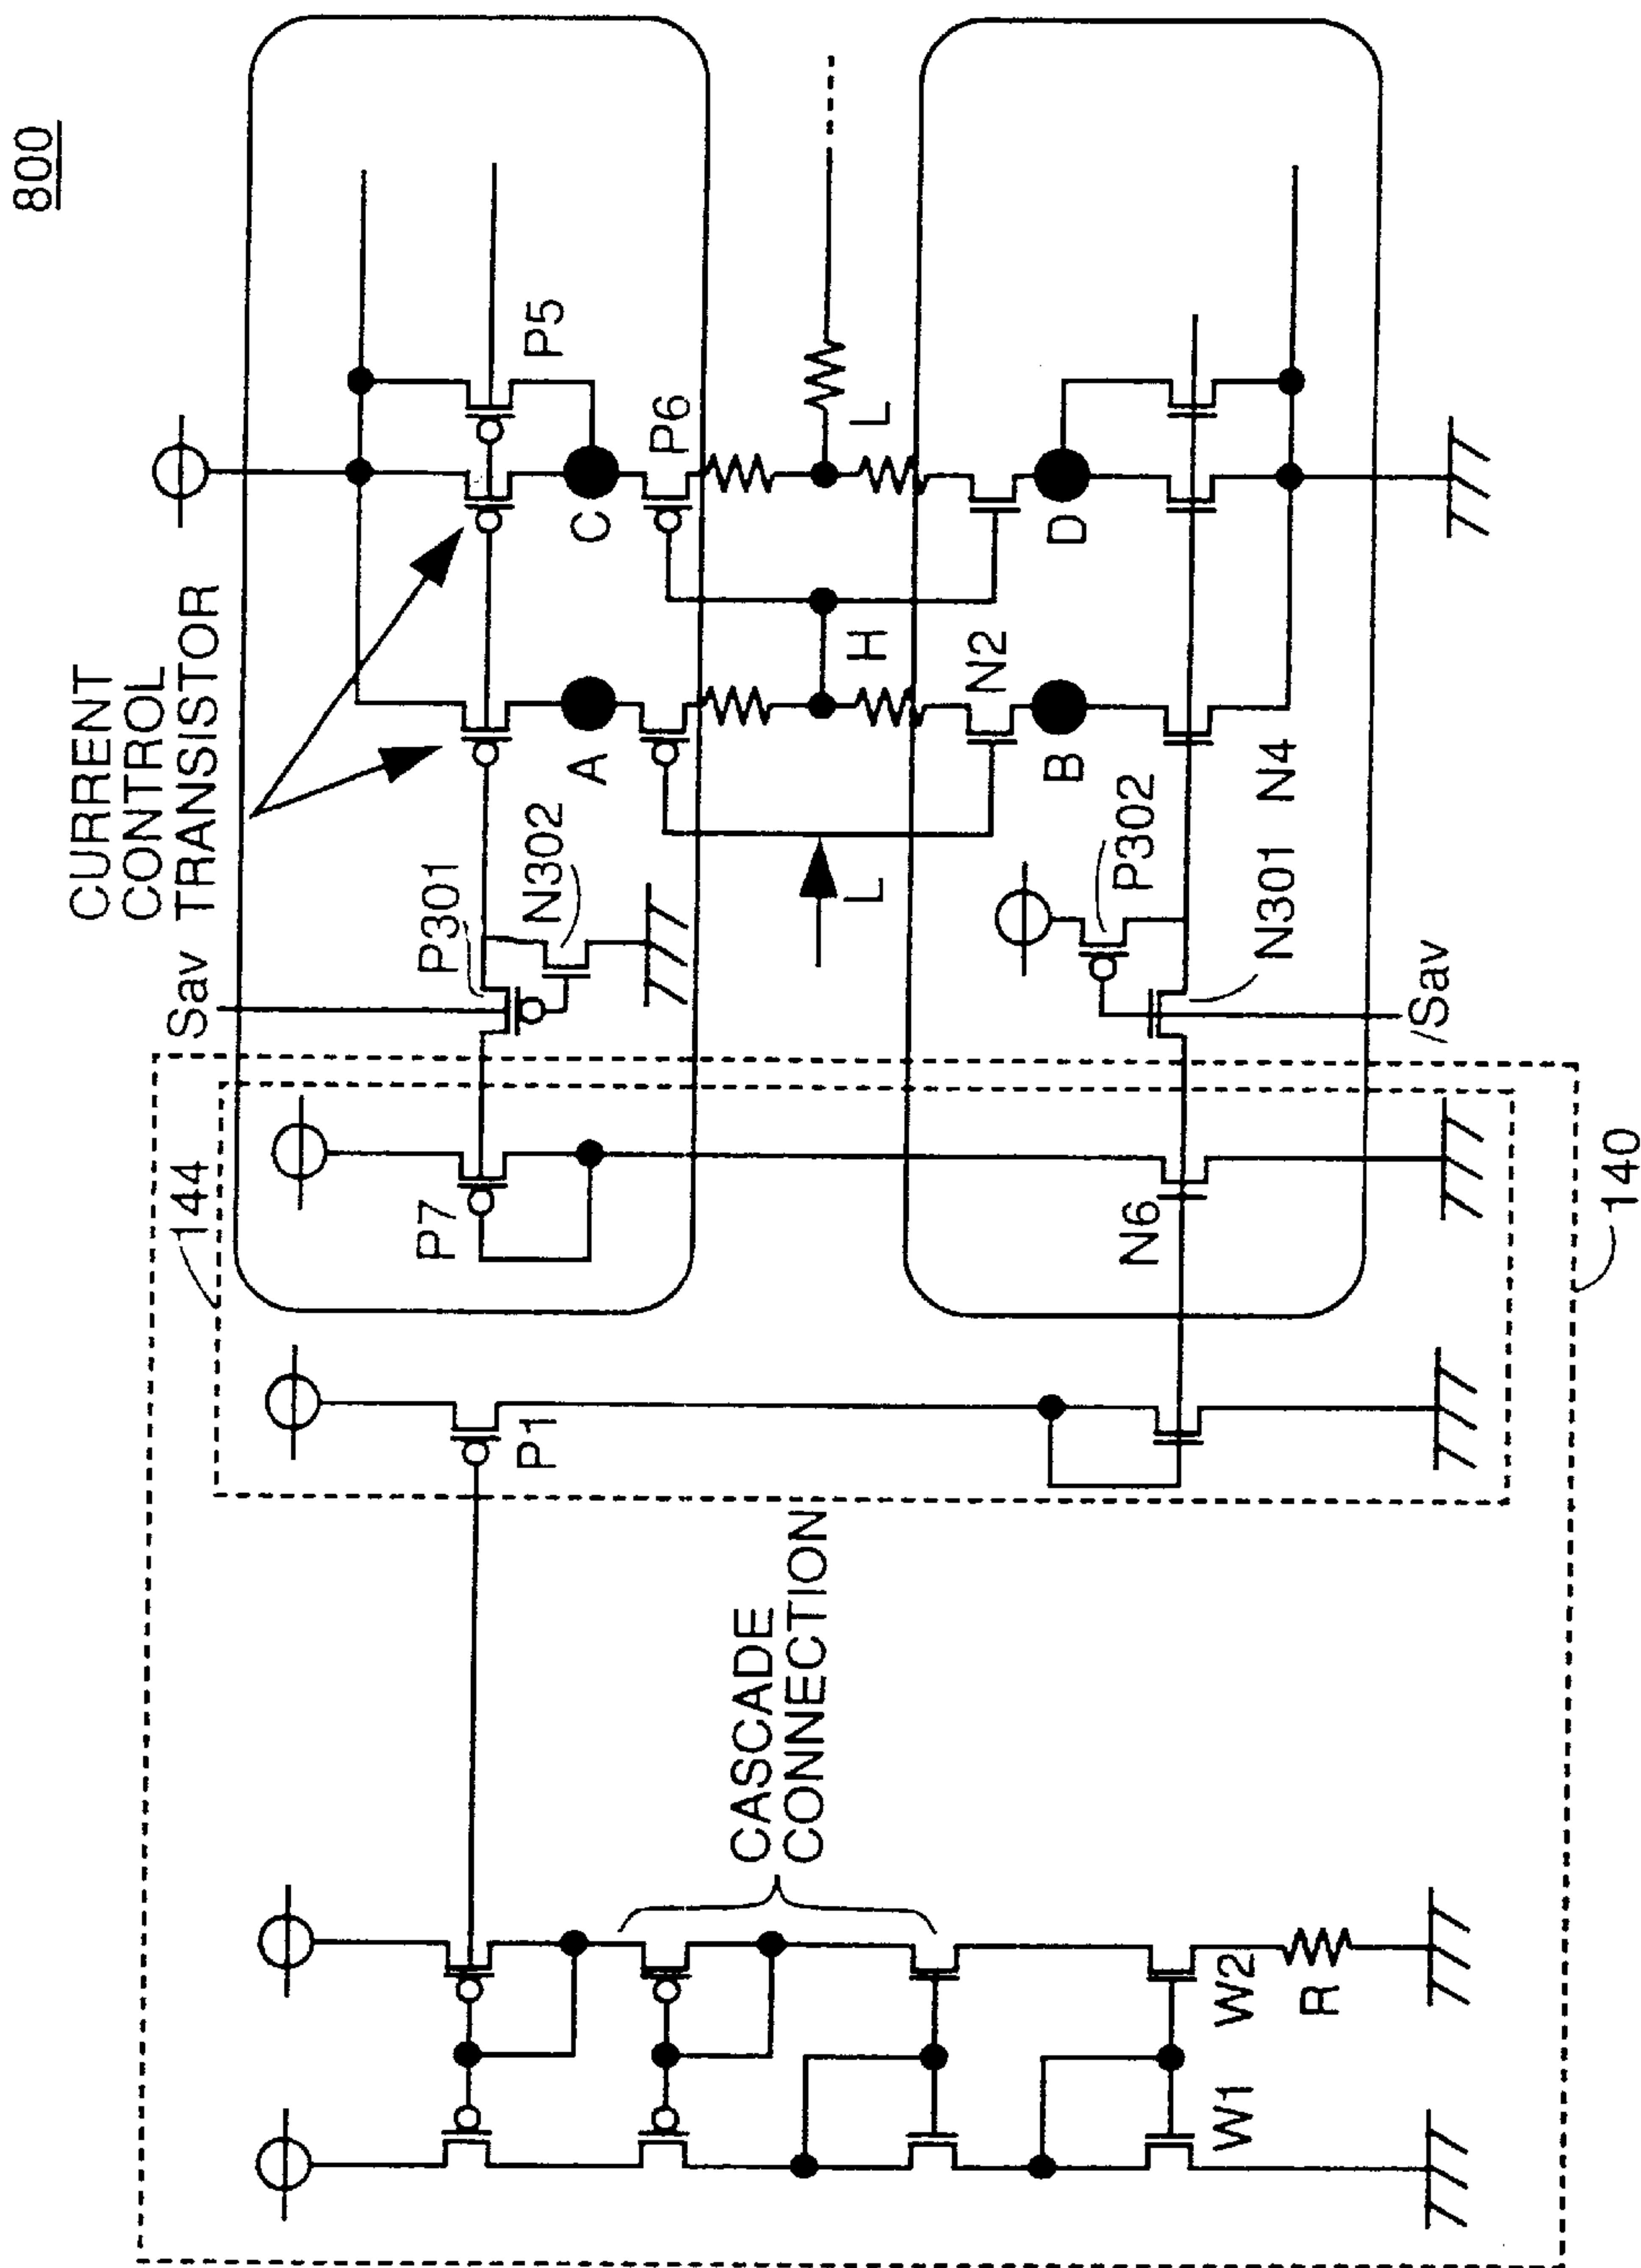 800
CURRENT
CONTROL
TRANSISTOR
Sav
P301
N302
A
C
P5
P6
L
H
L
N2
B
D
P302
N301
N4
/Sav
144
P7
N6
140
P1
CASCADE
CONNECTION
W1
W2
R